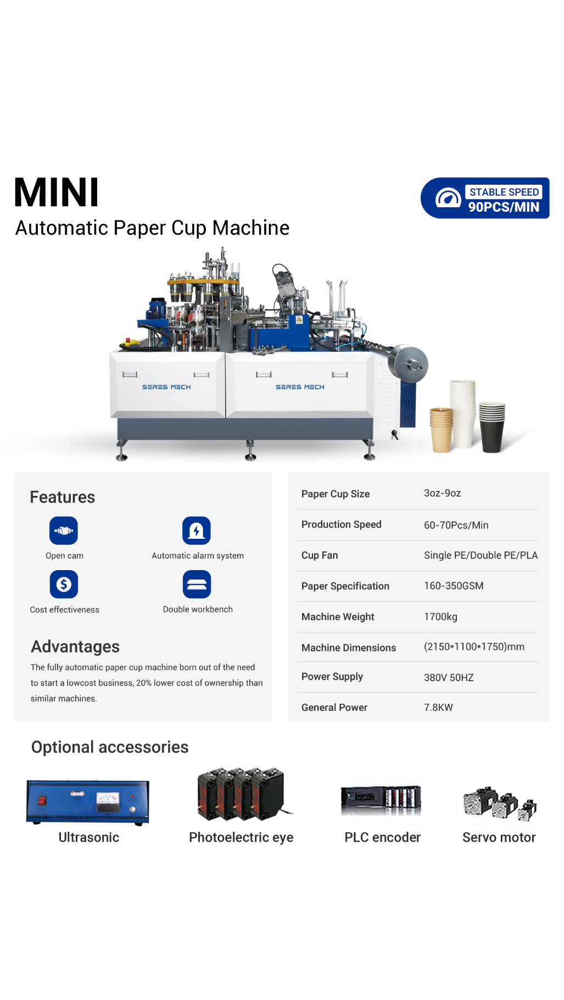 MINI
Automatic Paper Cup Machine
STABLE SPEED
90PCS/MIN
SERES MECH
SERES MECH
Features
Open cam
Automatic alarm system
Cost effectiveness
Double workbench
Advantages
The fully automatic paper cup machine born out of the need
to start a lowcost business, 20% lower cost of ownership than
similar machines.
Paper Cup Size 3oz-9oz
Production Speed 60-70Pcs/Min
Cup Fan Single PE/Double PE/PLA
Paper Specification 160-350GSM
Machine Weight 1700kg
Machine Dimensions (2150*1100*1750)mm
Power Supply 380V 50HZ
General Power 7.8KW
Optional accessories
ULTRASONIC
Ultrasonic
Photoelectric eye
PLC encoder
Servo motor